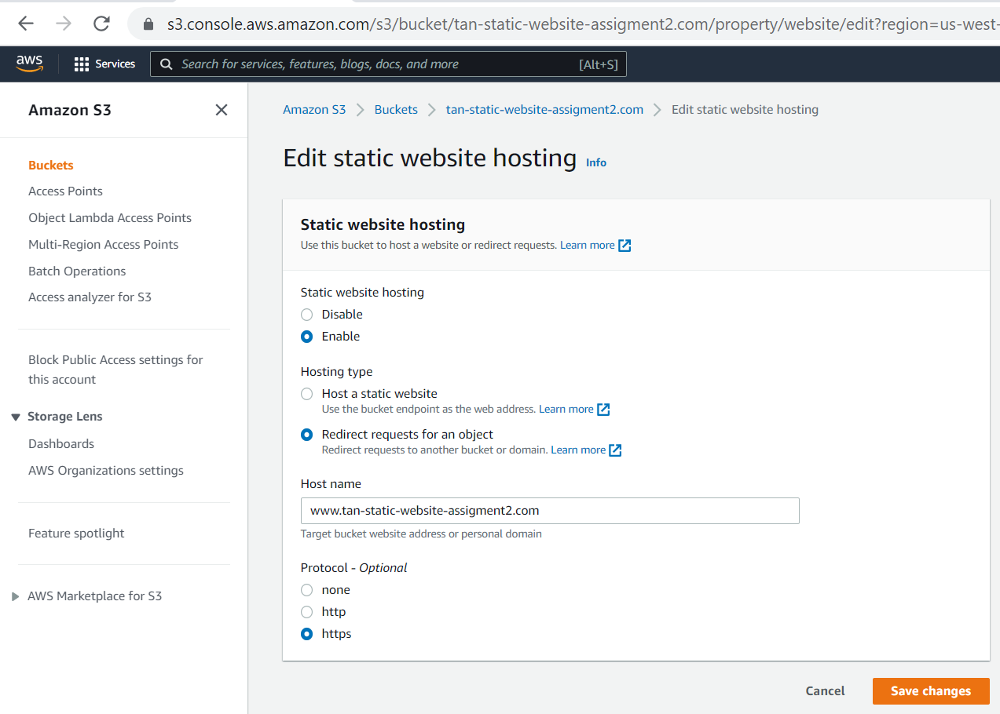 s3.console.aws.amazon.com/s3/bucket/tan-static-website-assigment2.com/property/website/edit?region=us-west-
aws Services Search for services, features, blogs, docs, and more [Alt+S]
Amazon S3
Buckets
Access Points
Object Lambda Access Points
Multi-Region Access Points
Batch Operations
Access analyzer for S3
Block Public Access settings for
this account
Storage Lens
Dashboards
AWS Organizations settings
Feature spotlight
AWS Marketplace for S3
Amazon S3 Buckets tan-static-website-assigment2.com Edit static website hosting
Edit static website hosting Info
Static website hosting
Use this bucket to host a website or redirect requests. Learn more
Static website hosting
Disable
Enable
Hosting type
Host a static website
Use the bucket endpoint as the web address. Learn more
Redirect requests for an object
Redirect requests to another bucket or domain. Learn more
Host name
www.tan-static-website-assigment2.com
Target bucket website address or personal domain
Protocol - Optional
none
http
https
Cancel Save changes